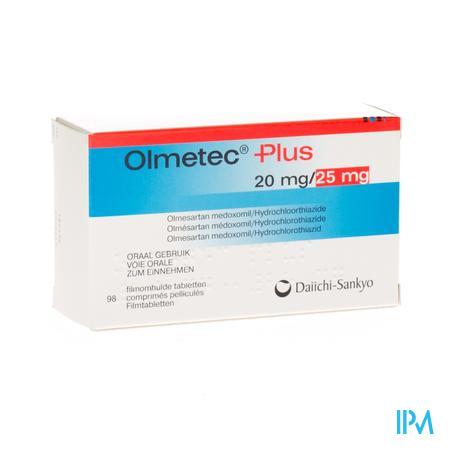 Olmetec® Plus
20 mg/25 mg
Olmesartan medoxomil/Hydrochloorthiazide
Olmésartan médoxomil/Hydrochlorothiazide
Olmesartan medoxomil/Hydrochlorothiazid
ORAAL GEBRUIK
VOIE ORALE
ZUM EINNEHMEN
98
filmomhulde tabletten
comprimés pelliculés
Filmtabletten
Daiichi-Sankyo
IPM